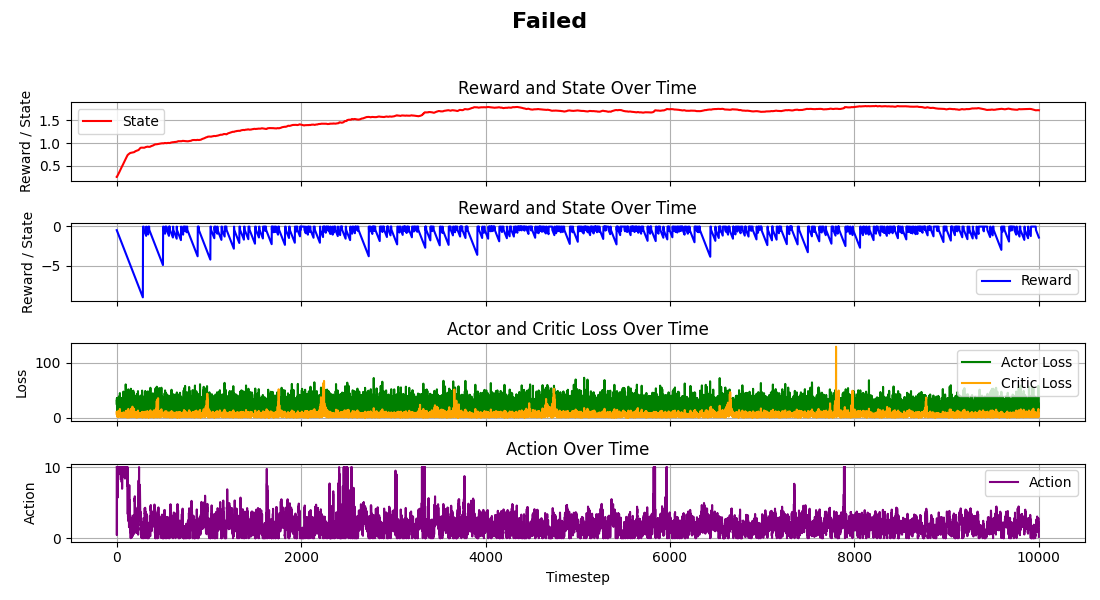 Failed
Reward and State Over Time
Reward / State
1.5
1.0
0.5
State
Reward and State Over Time
Reward / State
0
−5
Reward
Actor and Critic Loss Over Time
Loss
100
0
Actor Loss
Critic Loss
Action Over Time
Action
10
0
Action
0 2000 4000 6000 8000 10000
Timestep